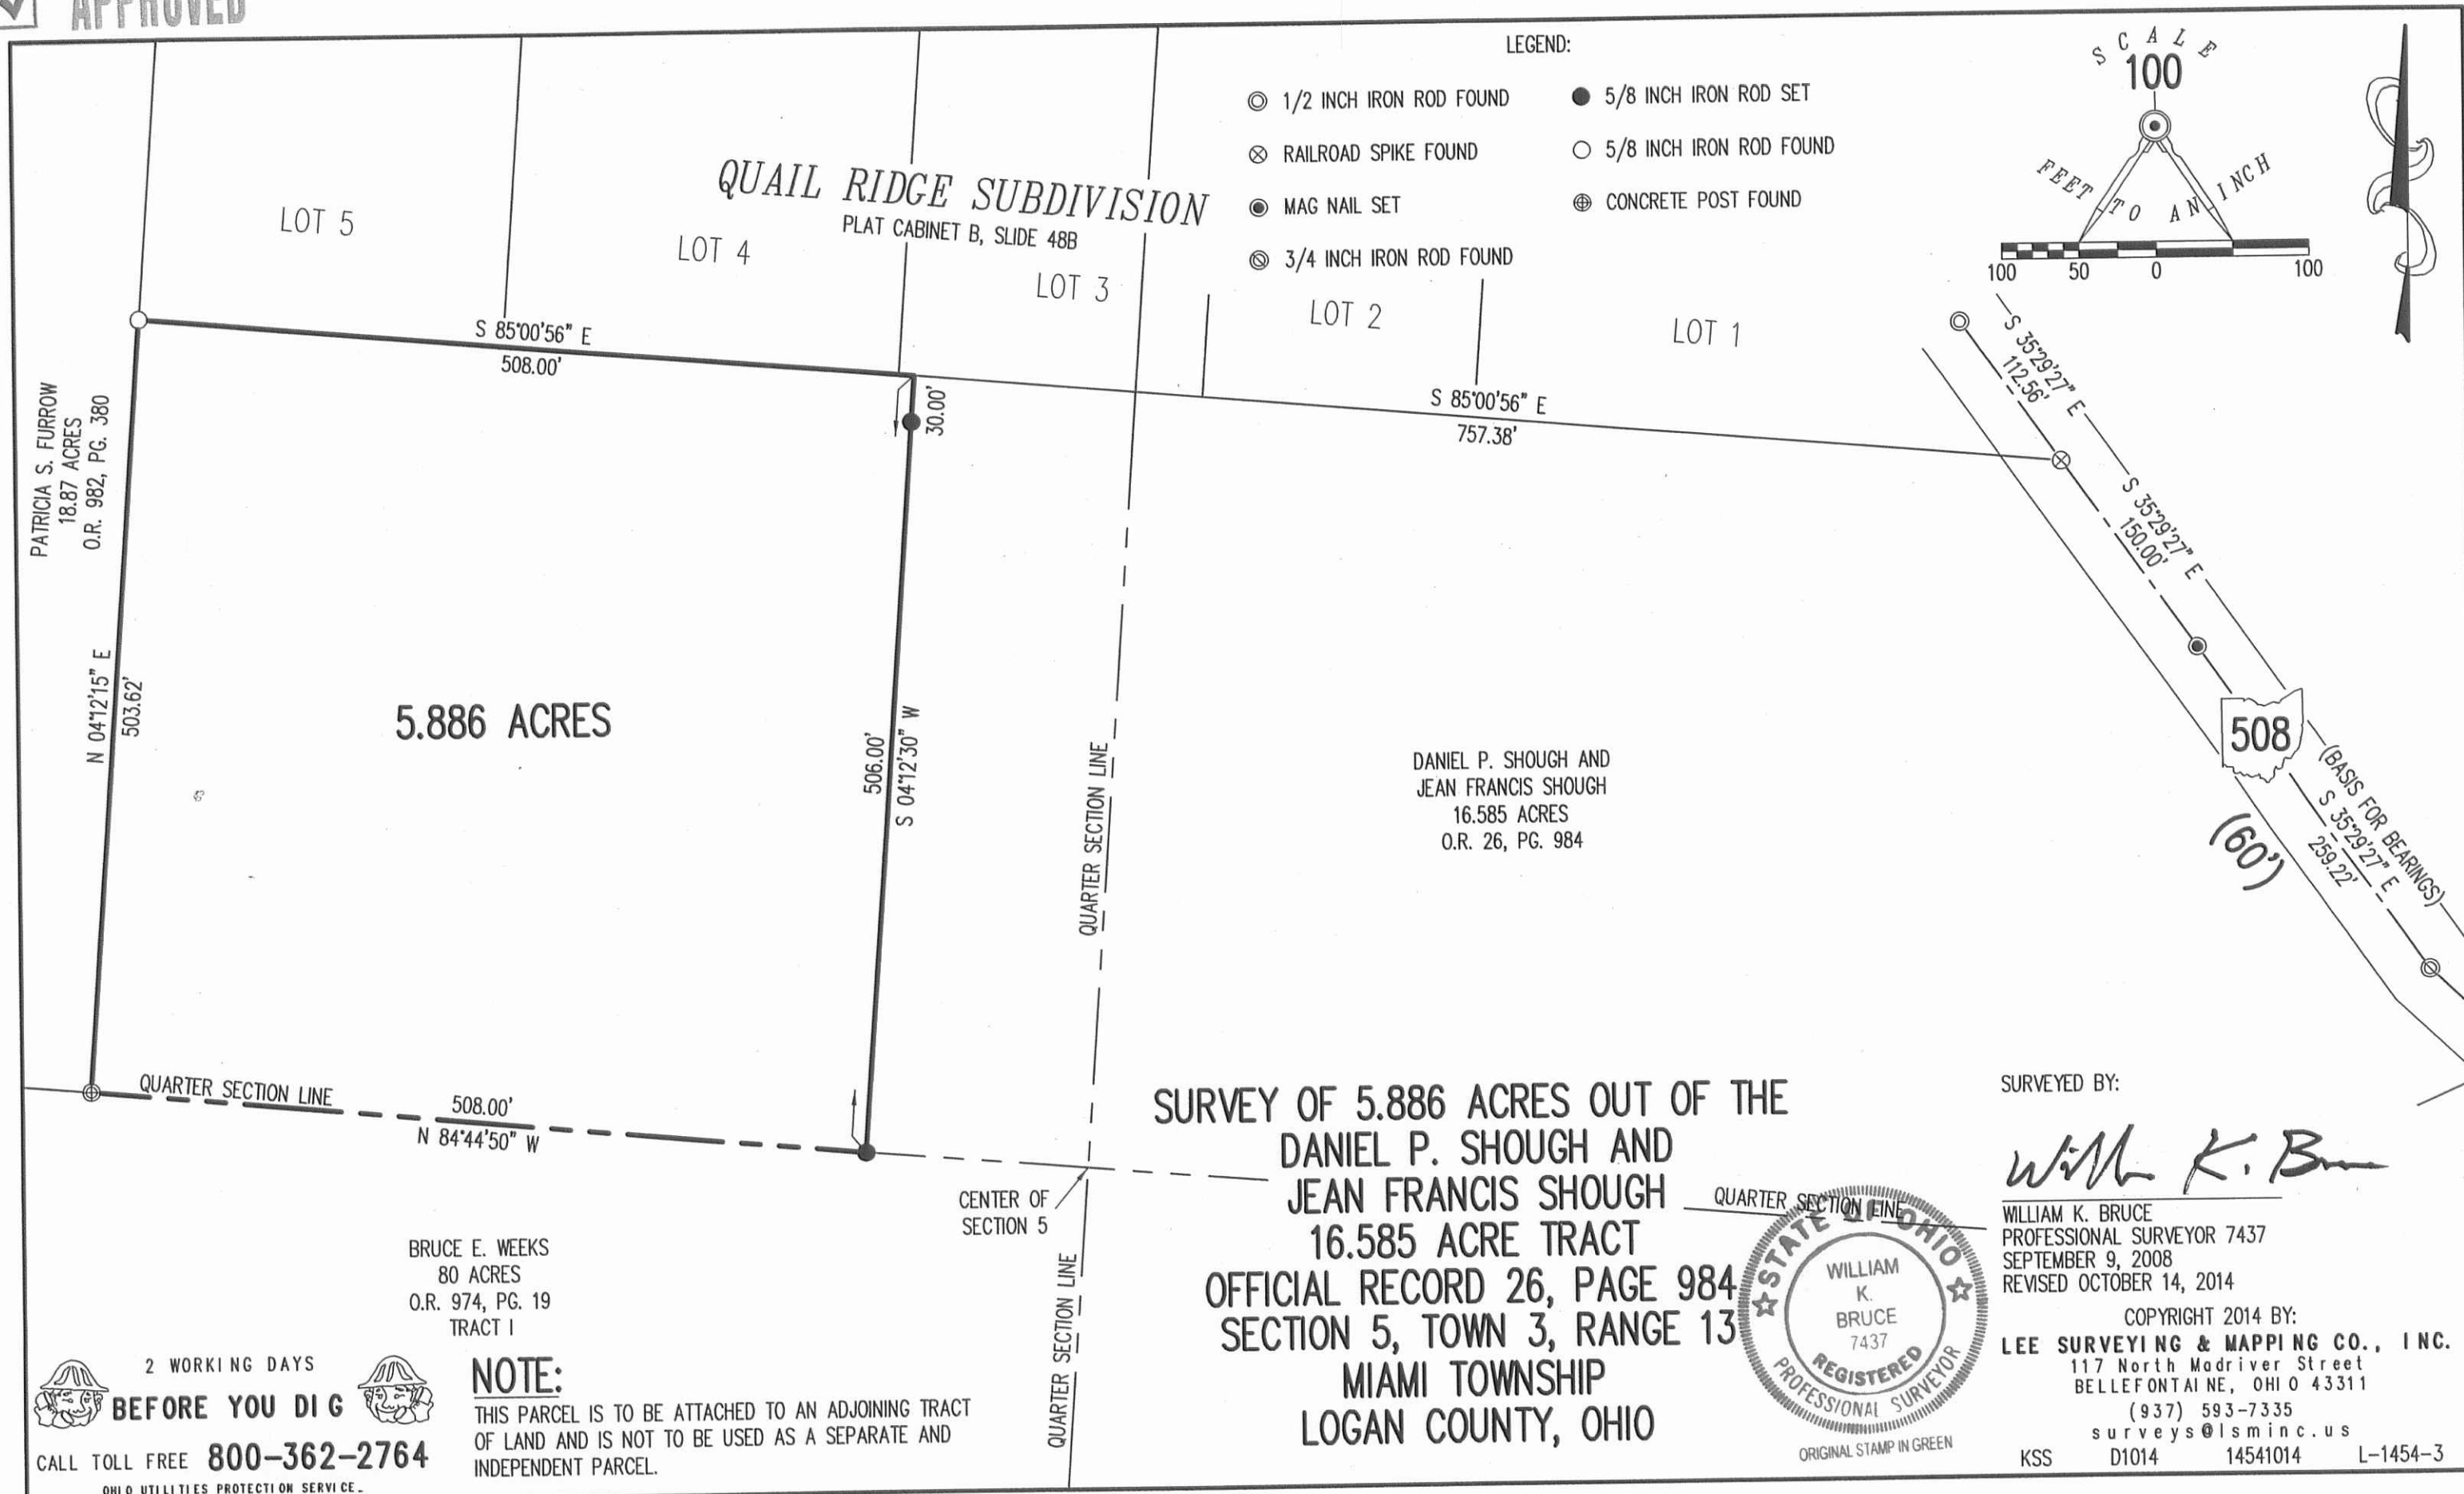 APPROVED
LEGEND:
1/2 INCH IRON ROD FOUND
5/8 INCH IRON ROD SET
RAILROAD SPIKE FOUND
5/8 INCH IRON ROD FOUND
MAG NAIL SET
CONCRETE POST FOUND
3/4 INCH IRON ROD FOUND
SCALE
100
FEET TO AN INCH
100 50 0 100
QUAIL RIDGE SUBDIVISION
PLAT CABINET B, SLIDE 48B
LOT 5
LOT 4
LOT 3
LOT 2
LOT 1
S 85°00'56" E
508.00'
30.00'
S 85°00'56" E
757.38'
S 35°29'27" E
112.56'
S 35°29'27" E
150.00'
508
(BASIS FOR BEARINGS)
S 35°29'27" E
259.22'
(60')
PATRICIA S. FURROW
18.87 ACRES
O.R. 982, PG. 380
N 04°12'15" E
503.62'
5.886 ACRES
506.00'
S 04°12'30" W
QUARTER SECTION LINE
DANIEL P. SHOUGH AND
JEAN FRANCIS SHOUGH
16.585 ACRES
O.R. 26, PG. 984
QUARTER SECTION LINE
508.00'
N 84°44'50" W
CENTER OF
SECTION 5
QUARTER SECTION LINE
BRUCE E. WEEKS
80 ACRES
O.R. 974, PG. 19
TRACT I
2 WORKING DAYS
BEFORE YOU DIG
CALL TOLL FREE 800-362-2764
OHIO UTILITIES PROTECTION SERVICE
NOTE:
THIS PARCEL IS TO BE ATTACHED TO AN ADJOINING TRACT
OF LAND AND IS NOT TO BE USED AS A SEPARATE AND
INDEPENDENT PARCEL.
SURVEY OF 5.886 ACRES OUT OF THE
DANIEL P. SHOUGH AND
JEAN FRANCIS SHOUGH
16.585 ACRE TRACT
OFFICIAL RECORD 26, PAGE 984
SECTION 5, TOWN 3, RANGE 13
MIAMI TOWNSHIP
LOGAN COUNTY, OHIO
QUARTER SECTION LINE
STATE OF OHIO
WILLIAM
K.
BRUCE
7437
REGISTERED
PROFESSIONAL SURVEYOR
ORIGINAL STAMP IN GREEN
SURVEYED BY:
Will K. Bruce
WILLIAM K. BRUCE
PROFESSIONAL SURVEYOR 7437
SEPTEMBER 9, 2008
REVISED OCTOBER 14, 2014
COPYRIGHT 2014 BY:
LEE SURVEYING & MAPPING CO., INC.
117 North Madriver Street
BELLEFONTAINE, OHIO 43311
(937) 593-7335
surveys@lsminc.us
KSS D1014 14541014 L-1454-3